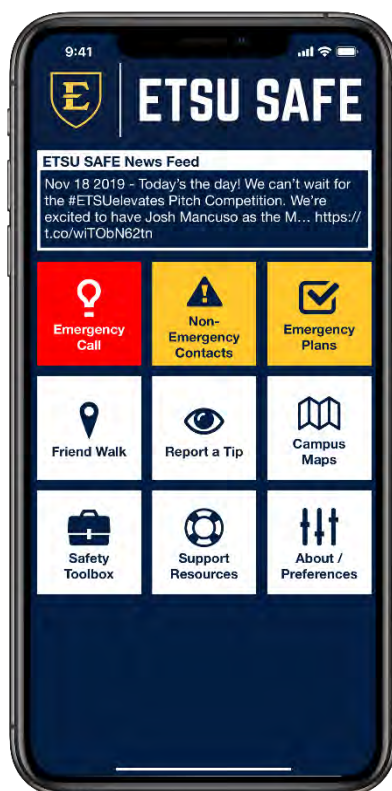 9:41
E
ETSU SAFE
ETSU SAFE News Feed
Nov 18 2019 - Today's the day! We can't wait for
the #ETSUelevates Pitch Competition. We're
excited to have Josh Mancuso as the M... https://
t.co/wiTObN62tn
Emergency
Call
Non-
Emergency
Contacts
Emergency
Plans
Friend Walk
Report a Tip
Campus
Maps
Safety
Toolbox
Support
Resources
About /
Preferences